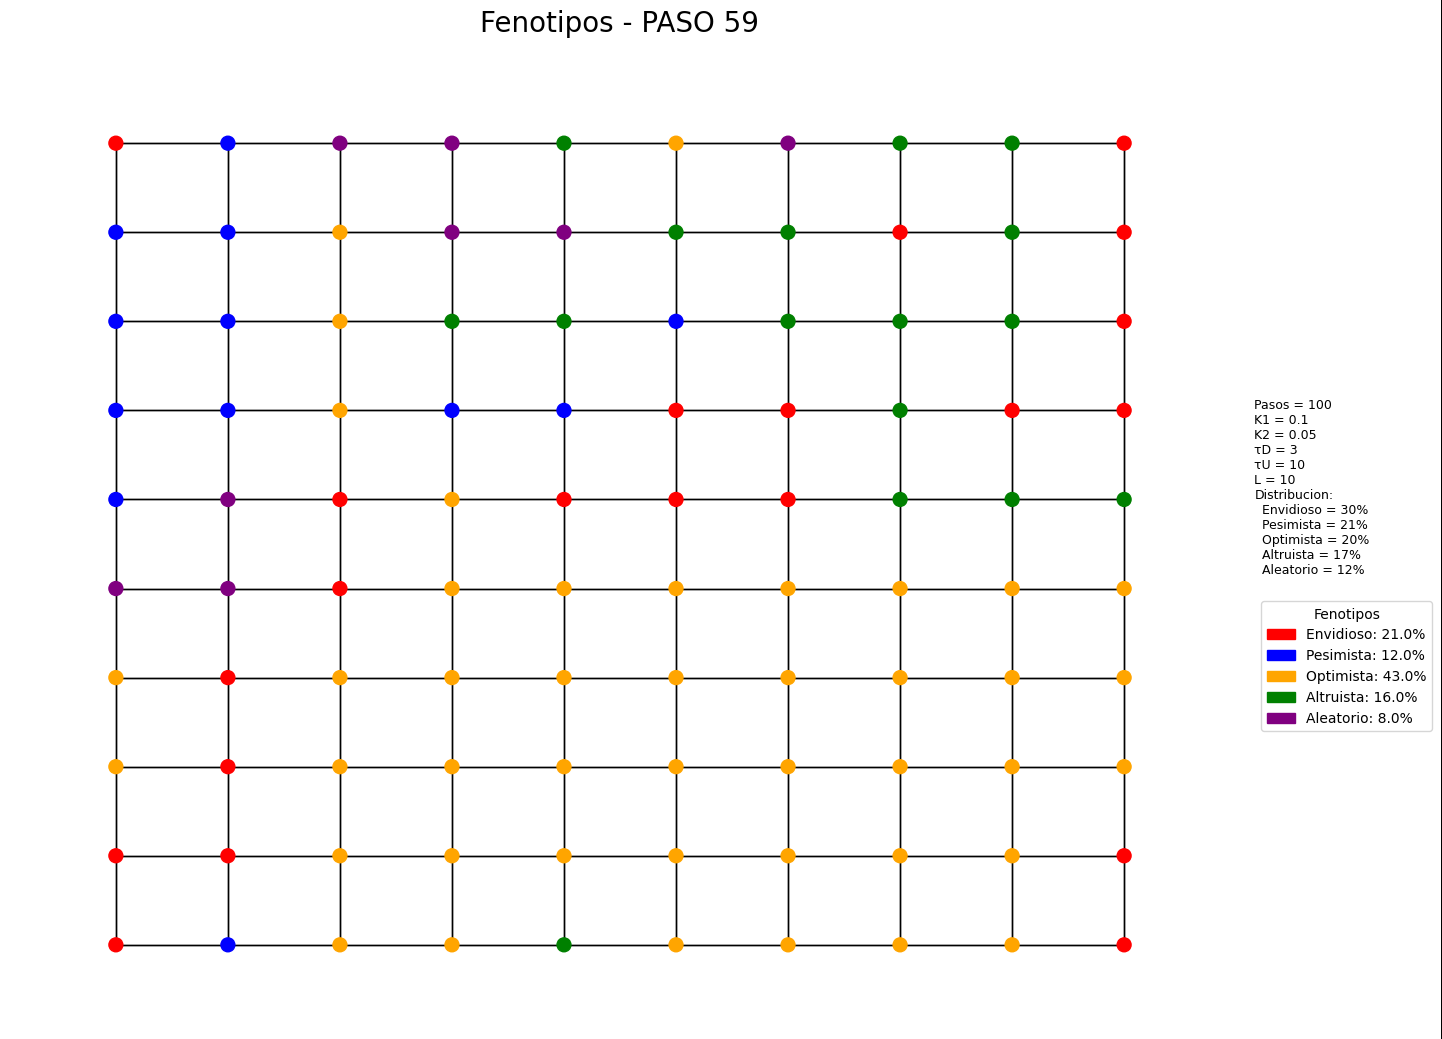 Fenotipos - PASO 59
Pasos = 100
K1 = 0.1
K2 = 0.05
τD = 3
τU = 10
L = 10
Distribucion:
Envidioso = 30%
Pesimista = 21%
Optimista = 20%
Altruista = 17%
Aleatorio = 12%
Fenotipos
Envidioso: 21.0%
Pesimista: 12.0%
Optimista: 43.0%
Altruista: 16.0%
Aleatorio: 8.0%